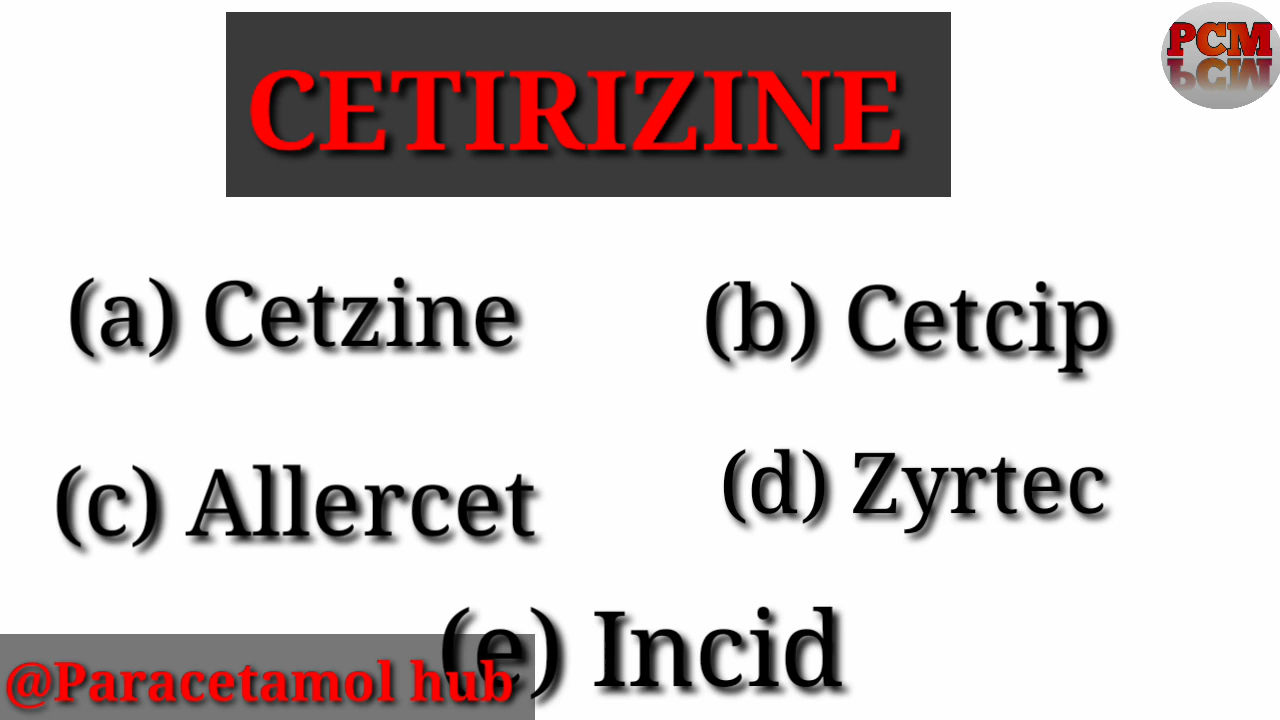 CETIRIZINE
PCM
(a) Cetzine
(b) Cetcip
(c) Allercet
(d) Zyrtec
(e) Incid
@Paracetamol hub